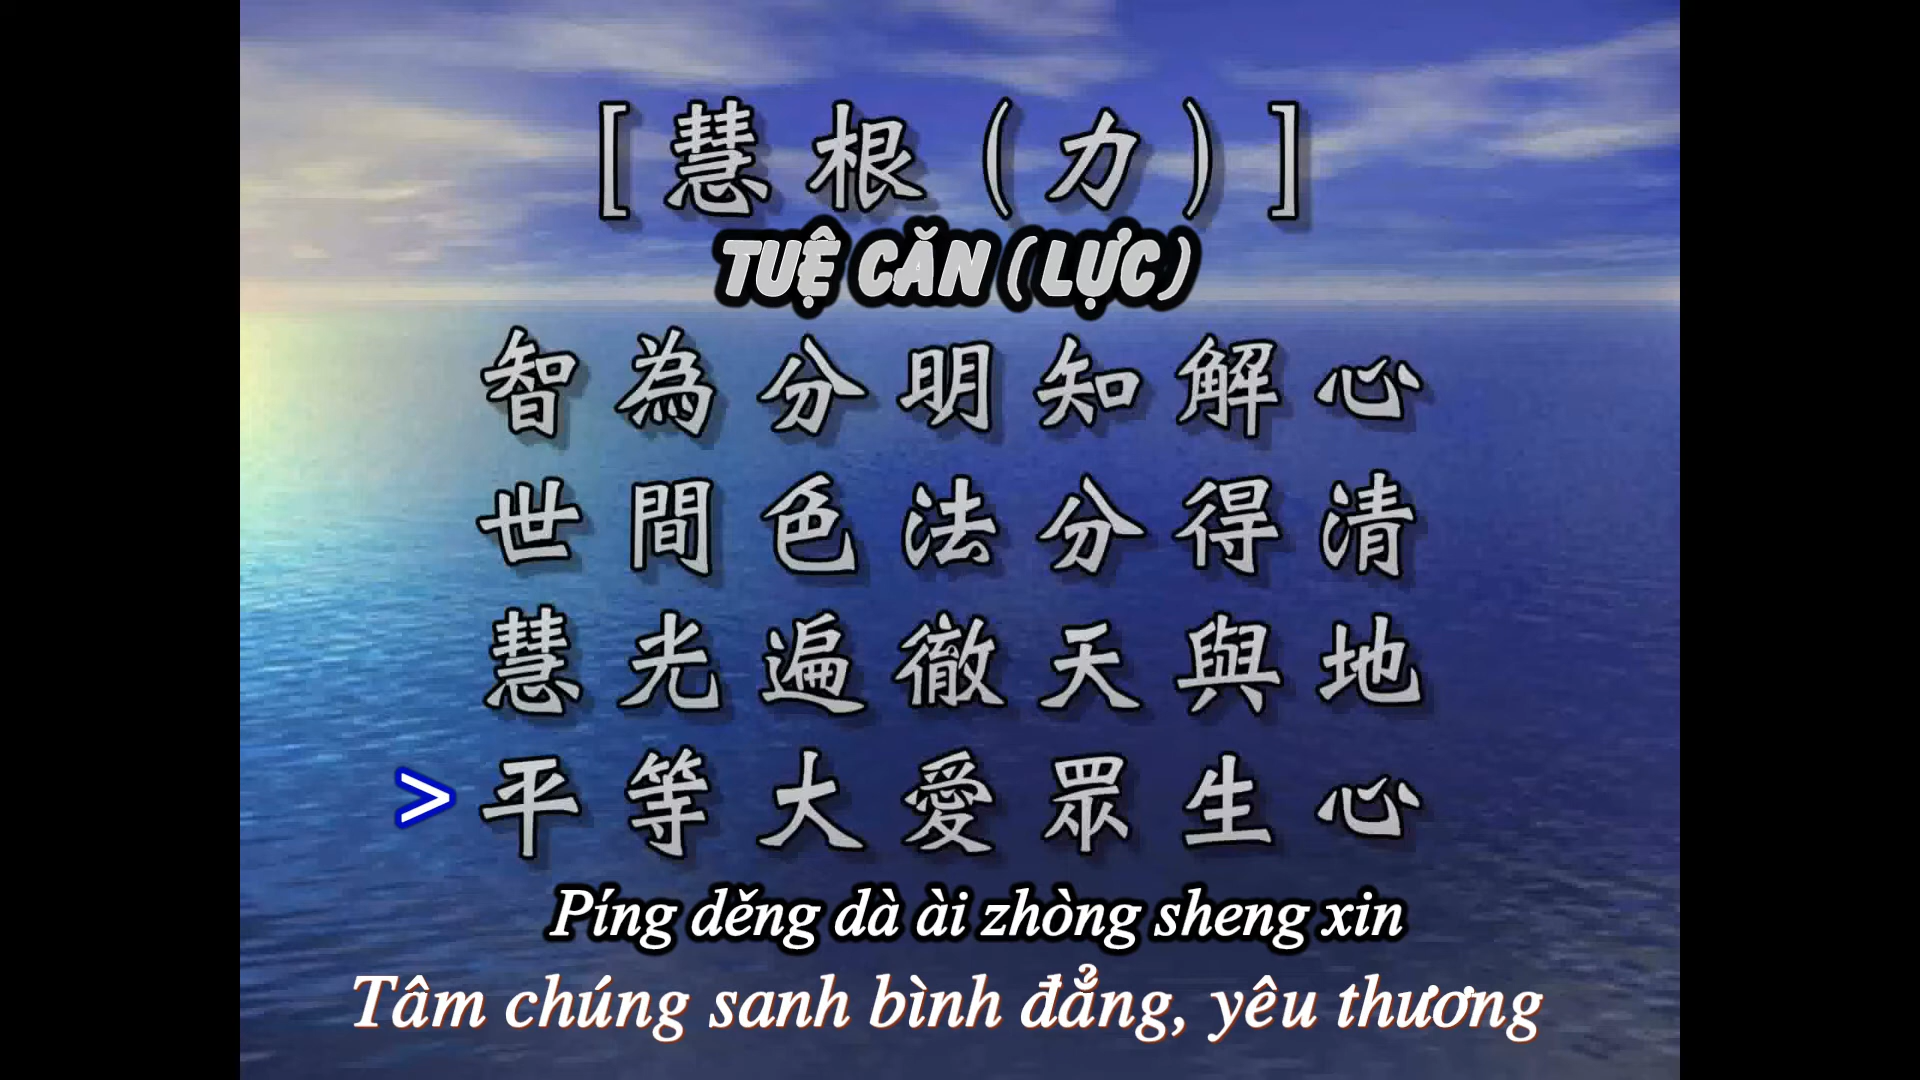 [慧根(力)]
TUỆ CĂN (LỰC)
智為分明知解心
世間色法分得清
慧光遍徹天與地
> 平等大愛眾生心
Píng děng dà ài zhòng sheng xin
Tâm chúng sanh bình đẳng, yêu thương